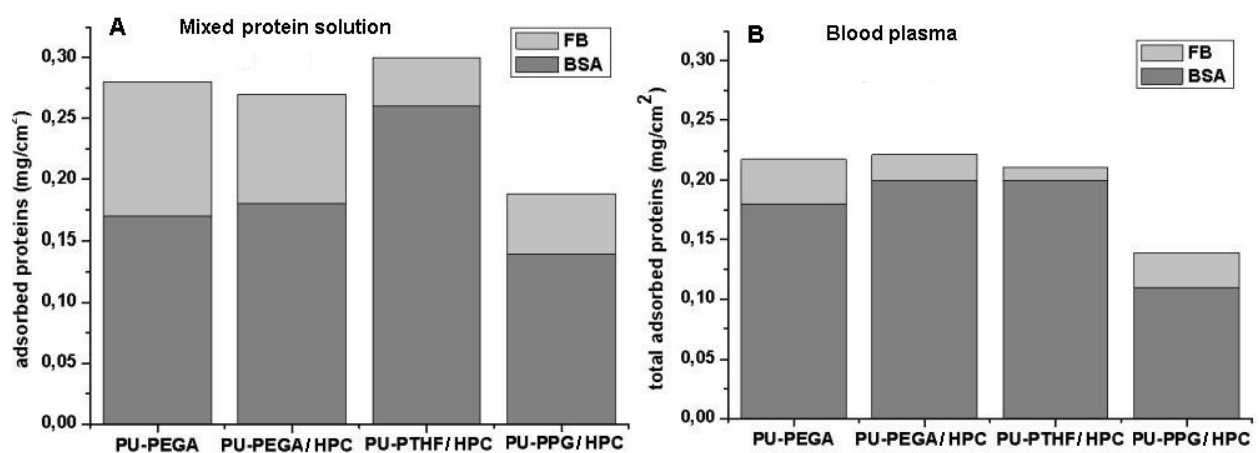 A Mixed protein solution
FB
BSA
adsorbed proteins (mg/cm²)
0,30
0,25
0,20
0,15
0,10
0,05
0,00
PU-PEGA PU-PEGA/HPC PU-PTHF/HPC PU-PPG/HPC
B Blood plasma
FB
BSA
total adsorbed proteins (mg/cm²)
0,30
0,25
0,20
0,15
0,10
0,05
0,00
PU-PEGA PU-PEGA/HPC PU-PTHF/HPC PU-PPG/HPC